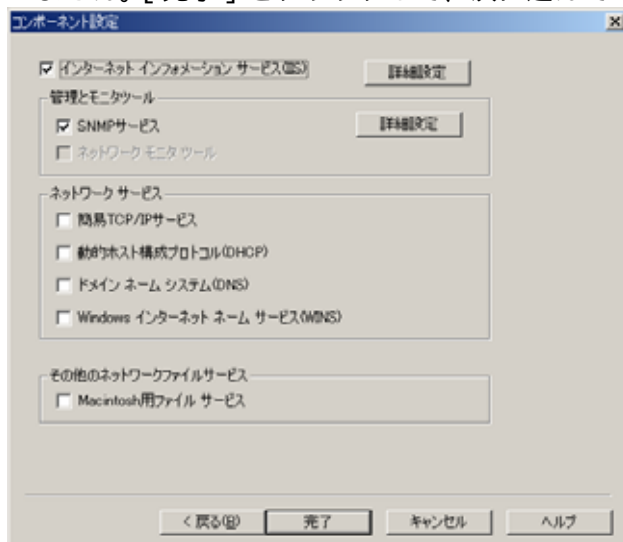 コンポーネント設定
インターネット インフォメーション サービス(IIS)
詳細設定
管理とモニタツール
SNMPサービス
詳細設定
ネットワーク モニタ ツール
ネットワーク サービス
簡易TCP/IPサービス
動的ホスト構成プロトコル(DHCP)
ドメイン ネーム システム(DNS)
Windows インターネット ネーム サービス(WINS)
その他のネットワークファイルサービス
Macintosh用ファイル サービス
< 戻る(B)
完了
キャンセル
ヘルプ